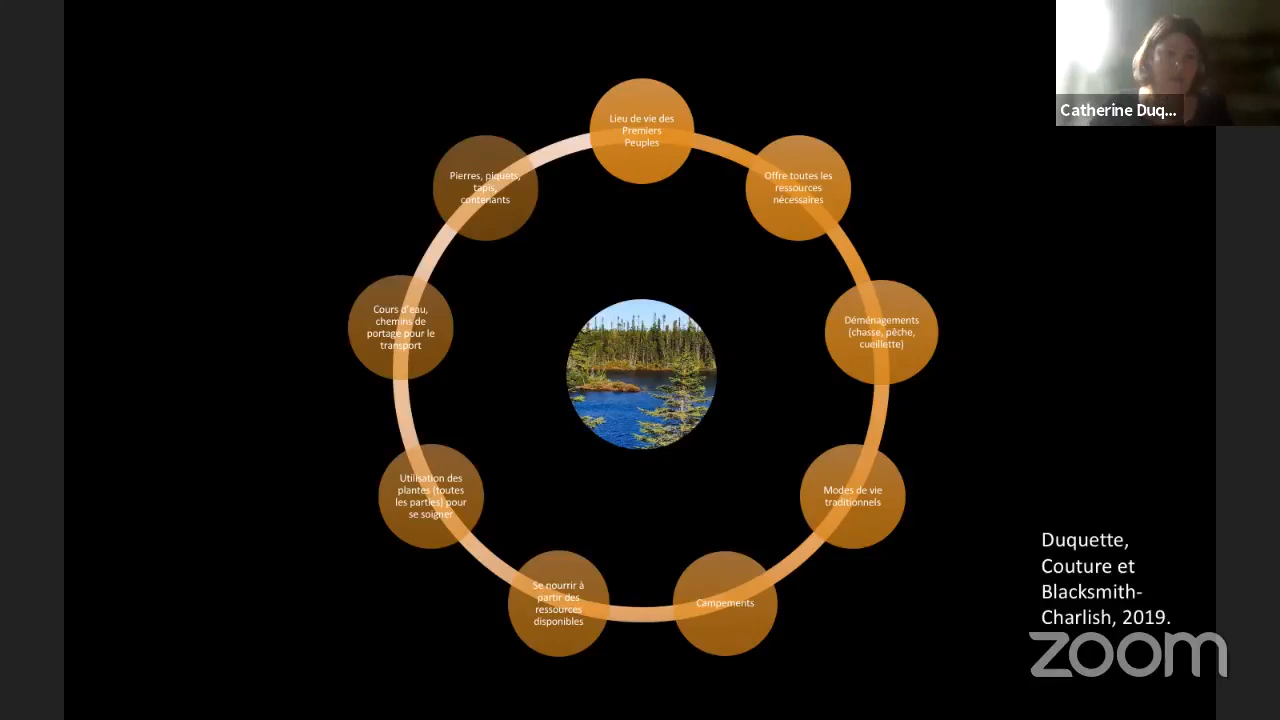 Catherine Duq...
Lieu de vie des
Premiers
Peuples
Offre toutes les
ressources
nécessaires
Déménagements
(chasse, pêche,
cueillette)
Modes de vie
traditionnels
Campements
Se nourrir à
partir des
ressources
disponibles
Utilisation des
plantes (toutes
les parties) pour
se soigner
Cours d'eau,
chemins de
portage pour le
transport
Pierres, piquets,
tapis,
contenants
Duquette,
Couture et
Blacksmith-
Charlish, 2019.
zoom